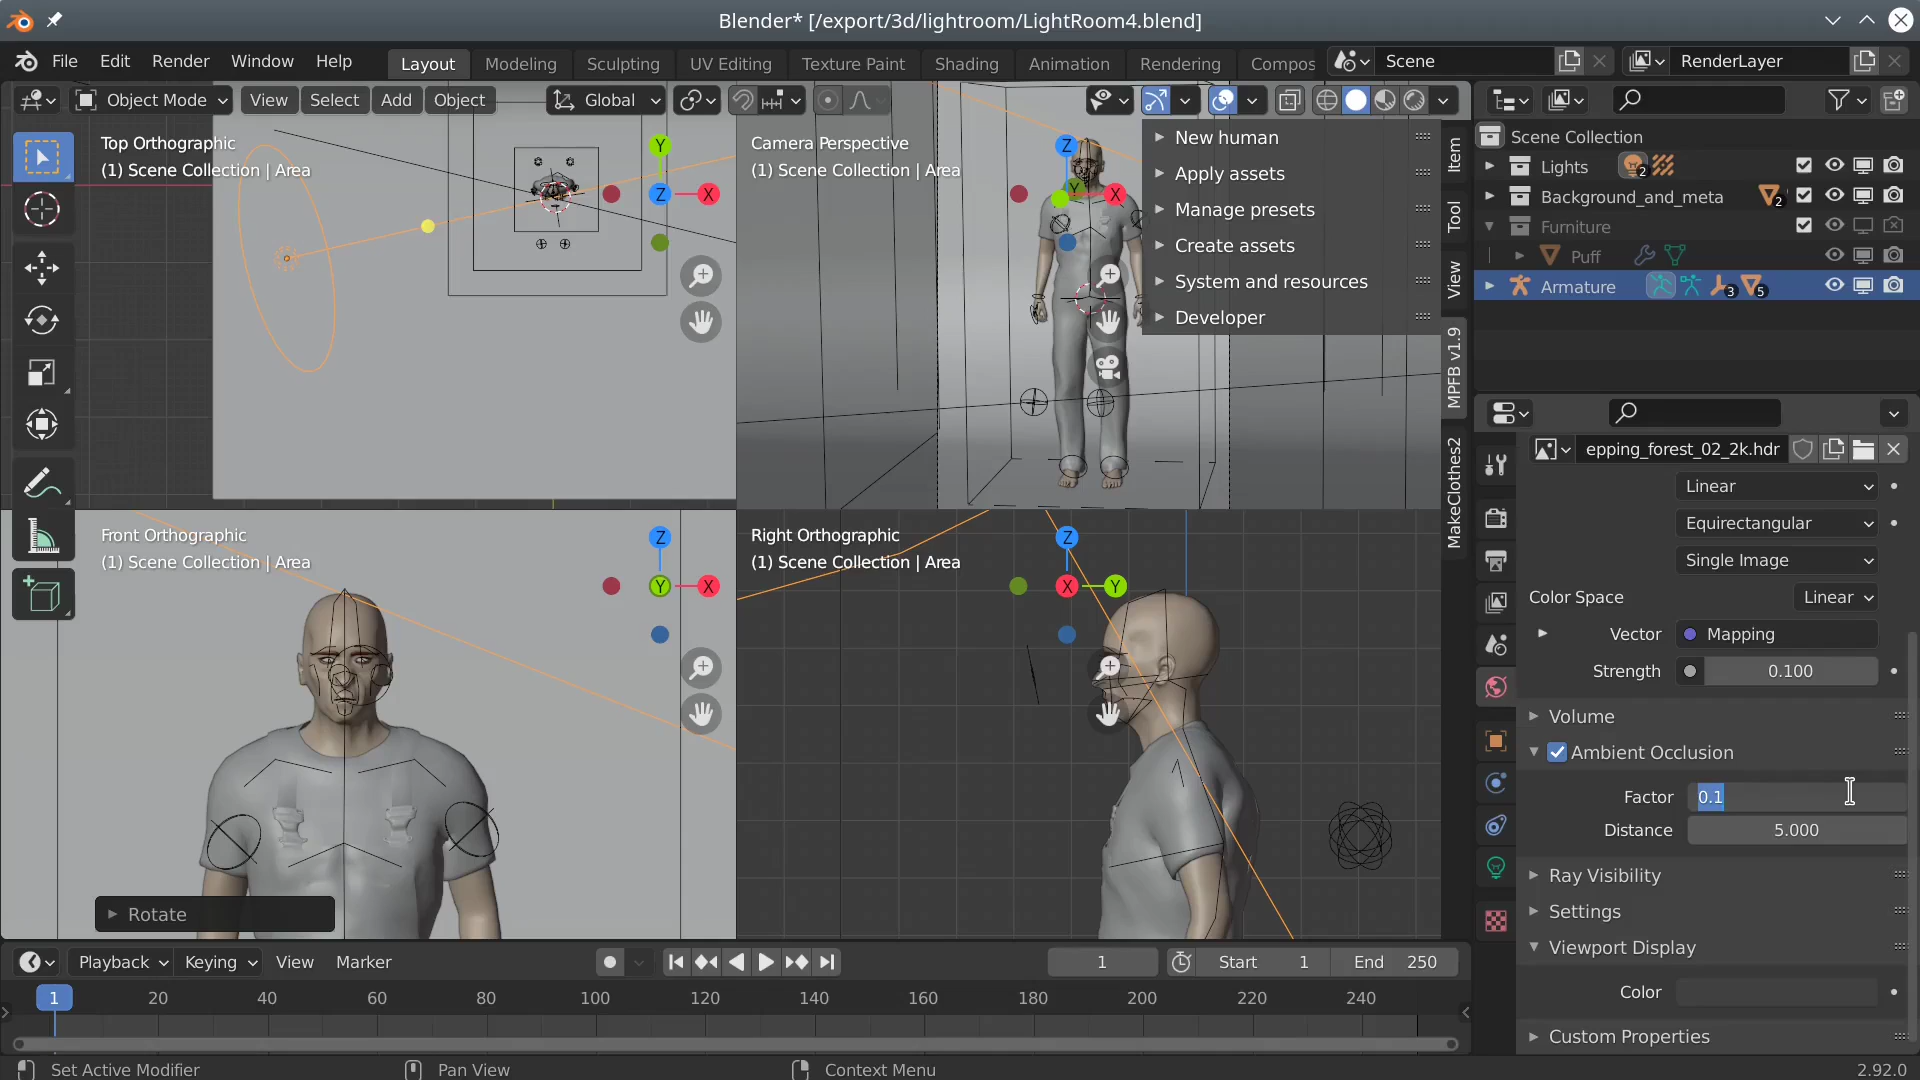 Blender* [/export/3d/lightroom/LightRoom4.blend]
File Edit Render Window Help Layout Modeling Sculpting UV Editing Texture Paint Shading Animation Rendering Compos Scene RenderLayer
Object Mode View Select Add Object Global
Top Orthographic
(1) Scene Collection | Area
Y
Z X
Camera Perspective
(1) Scene Collection | Area
Z
Y X
New human
Apply assets
Manage presets
Create assets
System and resources
Developer
Item
Tool
View
MPFB v1.9
MakeClothes2
Front Orthographic
(1) Scene Collection | Area
Z
Y X
Rotate
Right Orthographic
(1) Scene Collection | Area
Z
X Y
Scene Collection
Lights 2
Background_and_meta 2
Furniture
Puff
Armature 3 5
epping_forest_02_2k.hdr
Linear
Equirectangular
Single Image
Color Space Linear
Vector Mapping
Strength 0.100
Volume
Ambient Occlusion
Factor 0.1
Distance 5.000
Ray Visibility
Settings
Viewport Display
Color
Custom Properties
Playback Keying View Marker 1 Start 1 End 250
1 20 40 60 80 100 120 140 160 180 200 220 240
Set Active Modifier Pan View Context Menu 2.92.0